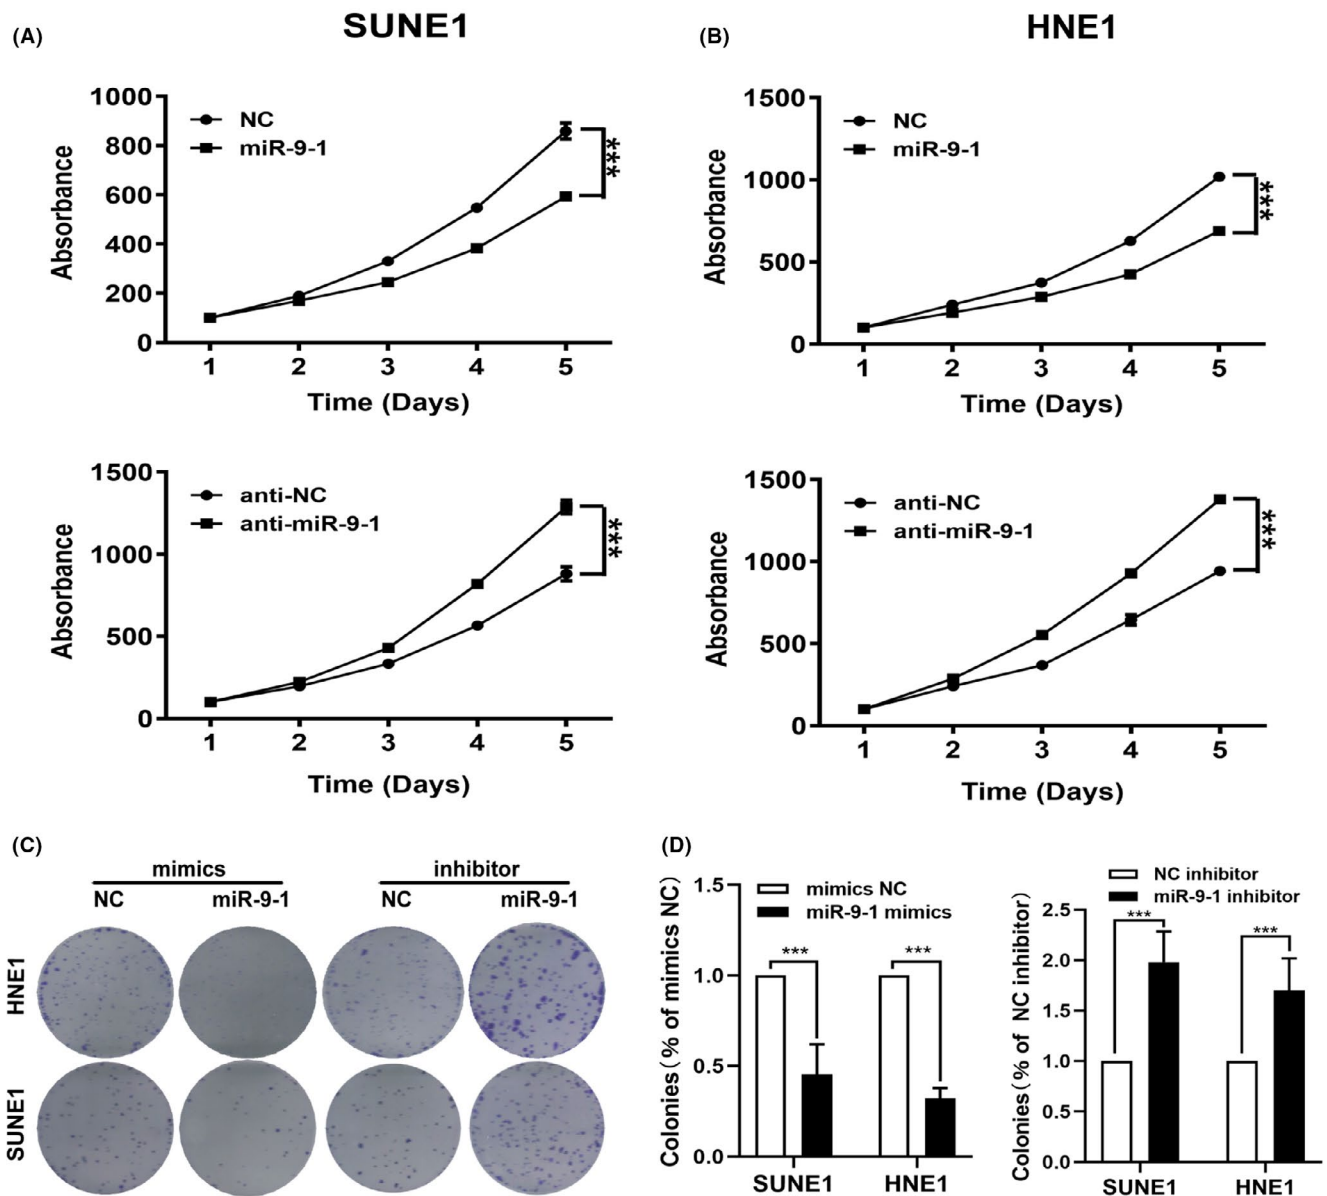 (A)
SUNE1
1000
800
600
400
200
0
Absorbance
NC
miR-9-1
***
1 2 3 4 5
Time (Days)
(B)
HNE1
1500
1000
500
0
Absorbance
NC
miR-9-1
***
1 2 3 4 5
Time (Days)
1500
1000
500
0
Absorbance
anti-NC
anti-miR-9-1
***
1 2 3 4 5
Time (Days)
1500
1000
500
0
Absorbance
anti-NC
anti-miR-9-1
***
1 2 3 4 5
Time (Days)
(C)
mimics inhibitor
NC miR-9-1 NC miR-9-1
HNE1
SUNE1
(D)
Colonies (% of mimics NC)
1.5
1.0
0.5
0.0
mimics NC
miR-9-1 mimics
*** ***
SUNE1 HNE1
NC inhibitor
miR-9-1 inhibitor
Colonies (% of NC inhibitor)
2.5
2.0
1.5
1.0
0.5
0.0
*** ***
SUNE1 HNE1